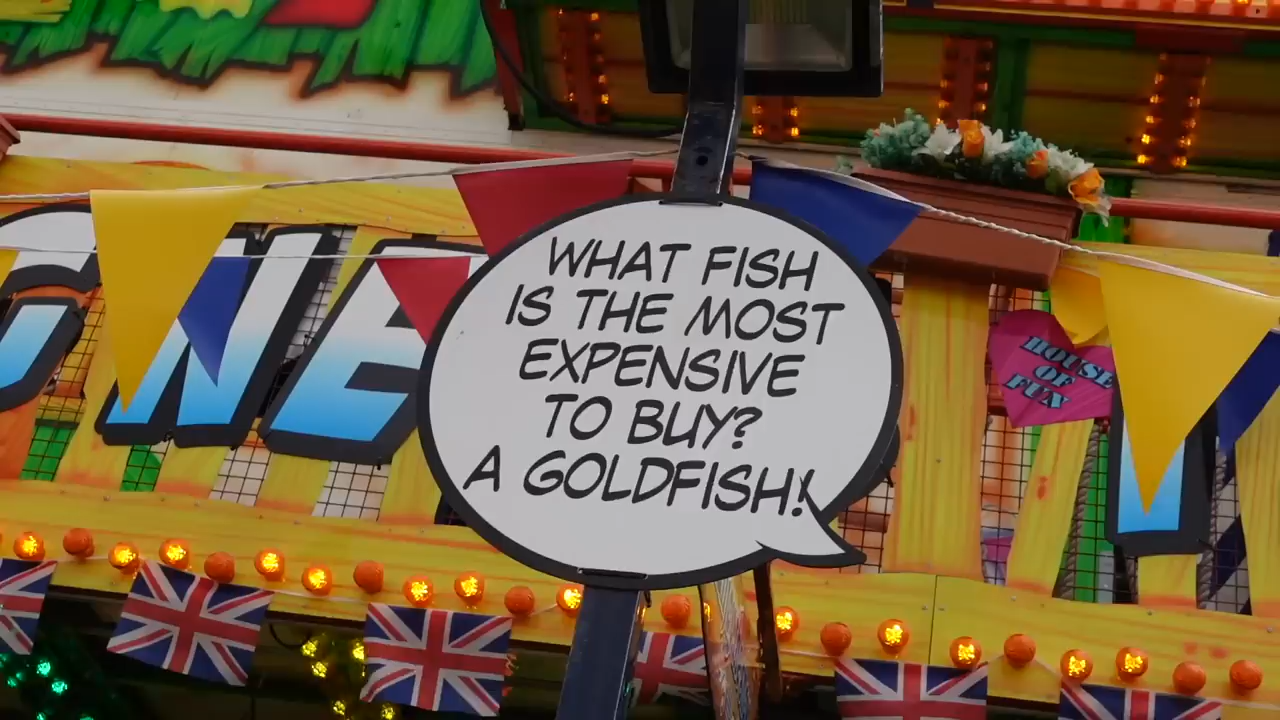 WHAT FISH
IS THE MOST
EXPENSIVE
TO BUY?
A GOLDFISH!
HOUSE
OF
FUN